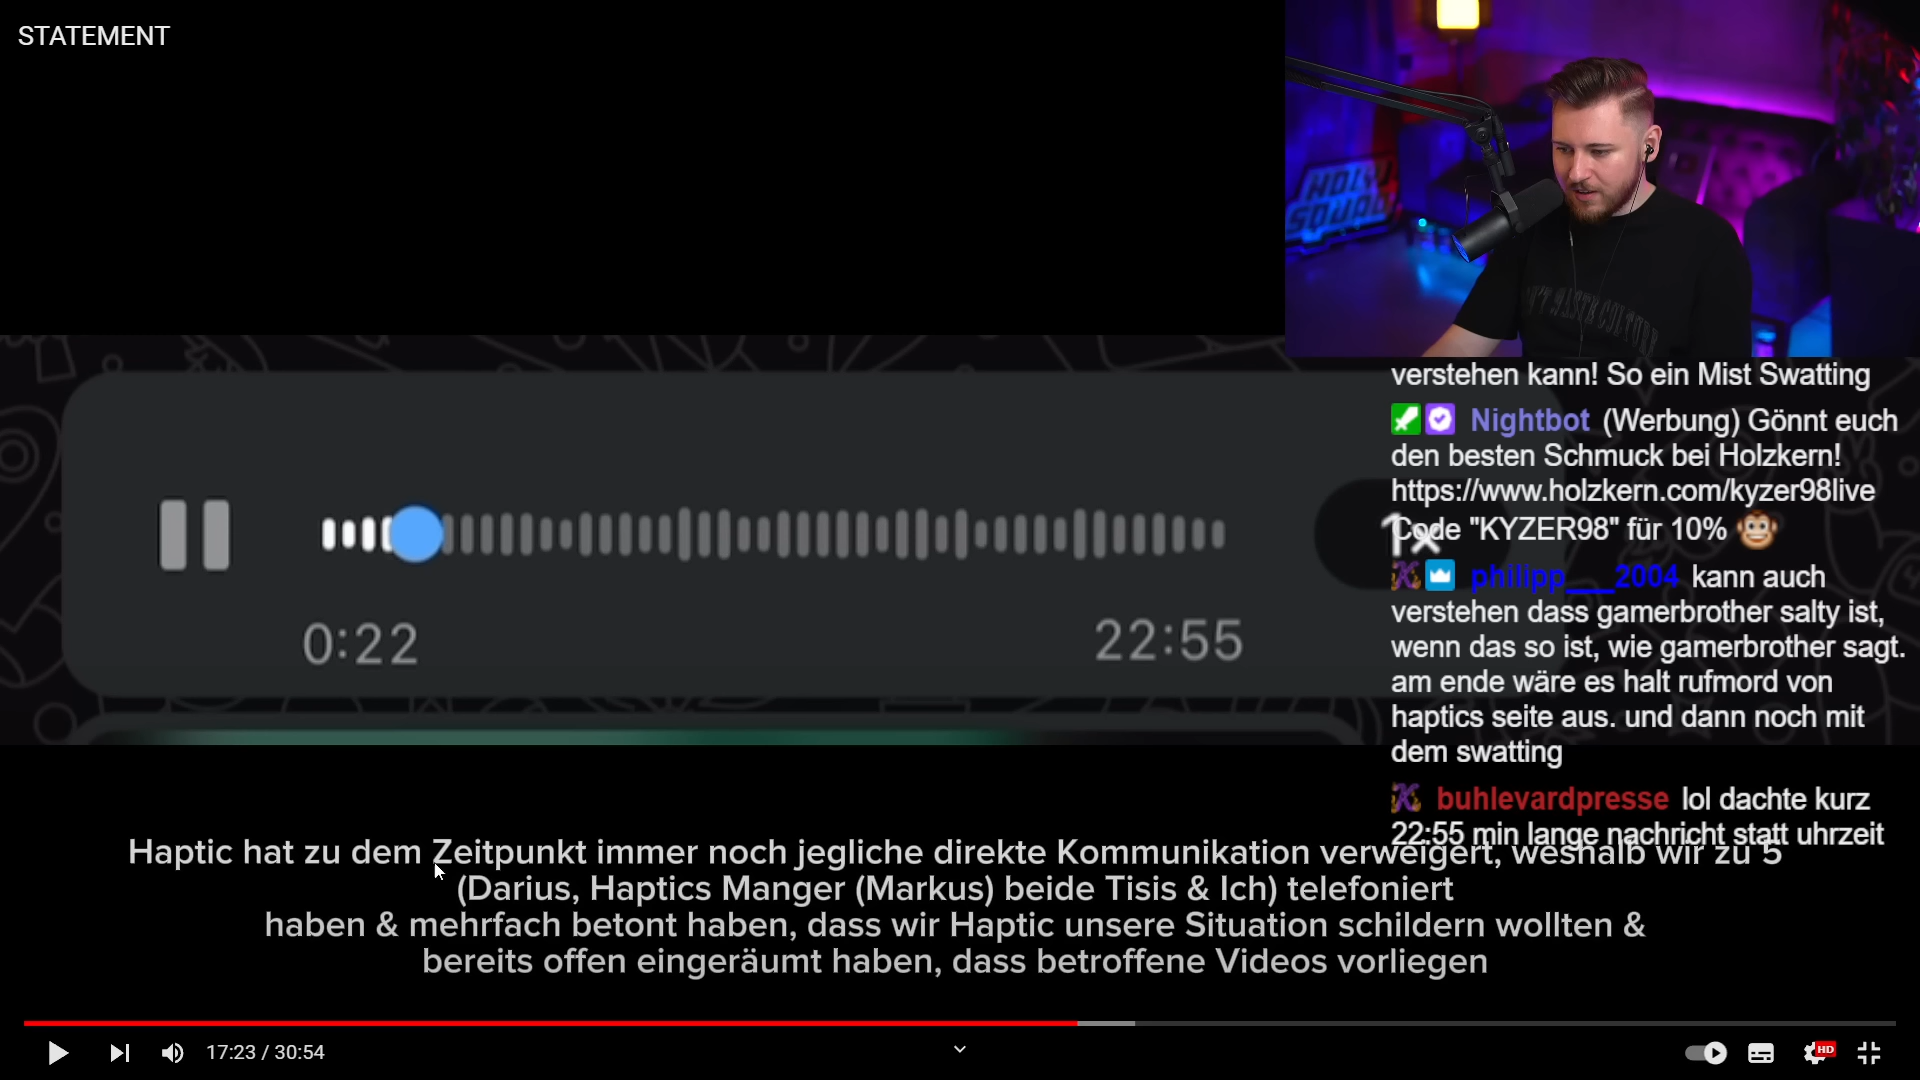 STATEMENT
HOLY
SQUAD
verstehen kann! So ein Mist Swatting
Nightbot (Werbung) Gönnt euch
den besten Schmuck bei Holzkern!
https://www.holzkern.com/kyzer98live
Code "KYZER98" für 10%
1×
philipp___2004 kann auch
verstehen dass gamerbrother salty ist,
wenn das so ist, wie gamerbrother sagt.
am ende wäre es halt rufmord von
haptics seite aus. und dann noch mit
dem swatting
buhlevardpresse lol dachte kurz
22:55 min lange nachricht statt uhrzeit
0:22
22:55
Haptic hat zu dem Zeitpunkt immer noch jegliche direkte Kommunikation verweigert, weshalb wir zu 5
(Darius, Haptics Manger (Markus) beide Tisis & Ich) telefoniert
haben & mehrfach betont haben, dass wir Haptic unsere Situation schildern wollten &
bereits offen eingeräumt haben, dass betroffene Videos vorliegen
17:23 / 30:54
HD